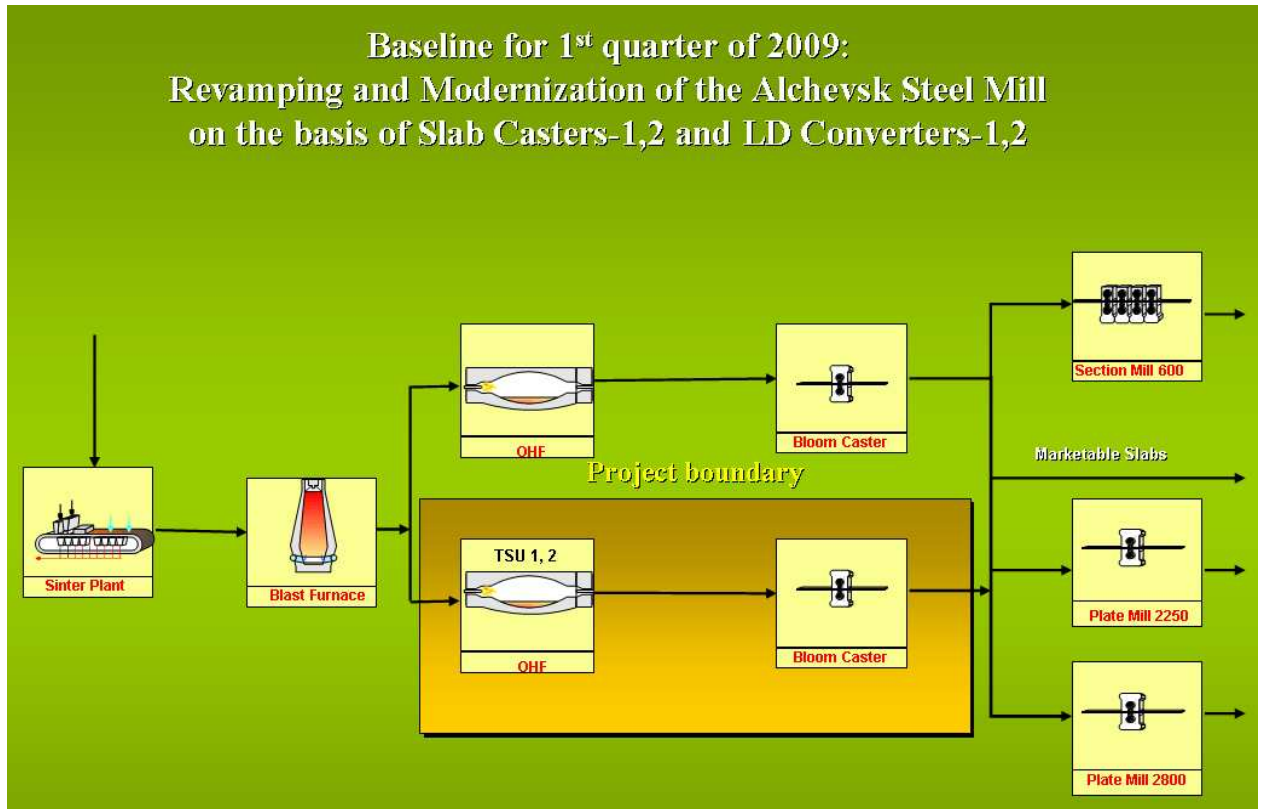 Baseline for 1st quarter of 2009:
Revamping and Modernization of the Alchevsk Steel Mill
on the basis of Slab Casters-1,2 and LD Converters-1,2
Section Mill 600
OHF
Bloom Caster
Marketable Slabs
Project boundary
TSU 1, 2
Sinter Plant
Blast Furnace
Plate Mill 2250
OHF
Bloom Caster
Plate Mill 2800